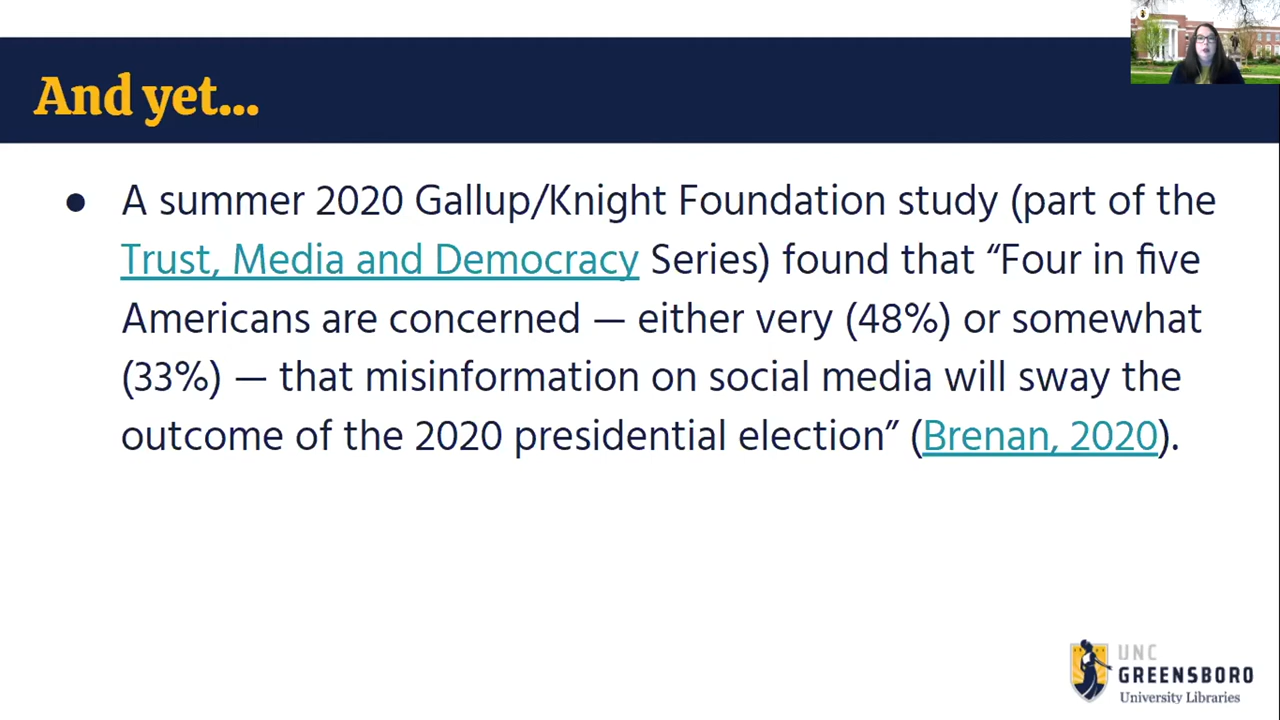 And yet...
● A summer 2020 Gallup/Knight Foundation study (part of the
Trust, Media and Democracy Series) found that “Four in five
Americans are concerned — either very (48%) or somewhat
(33%) — that misinformation on social media will sway the
outcome of the 2020 presidential election” (Brenan, 2020).
UNC
GREENSBORO
University Libraries